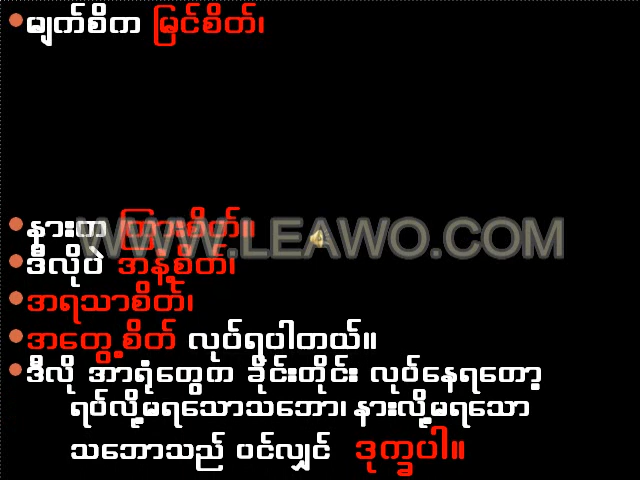 •မျက်စိက မြင်စိတ်၊
•နားက ကြားစိတ်။
WWW.LEAWO.COM
•ဒီလိုပဲ အနံ့စိတ်၊
•အရသာစိတ်၊
•အတွေ့စိတ် လုပ်ရပါတယ်။
•ဒီလို အာရုံတွေက ခိုင်းတိုင်း လုပ်နေရတော့
ရပ်လို့မရသောသဘော၊ နားလို့မရသော
သဘောသည် ပင်လျှင် ဒုက္ခပါ။